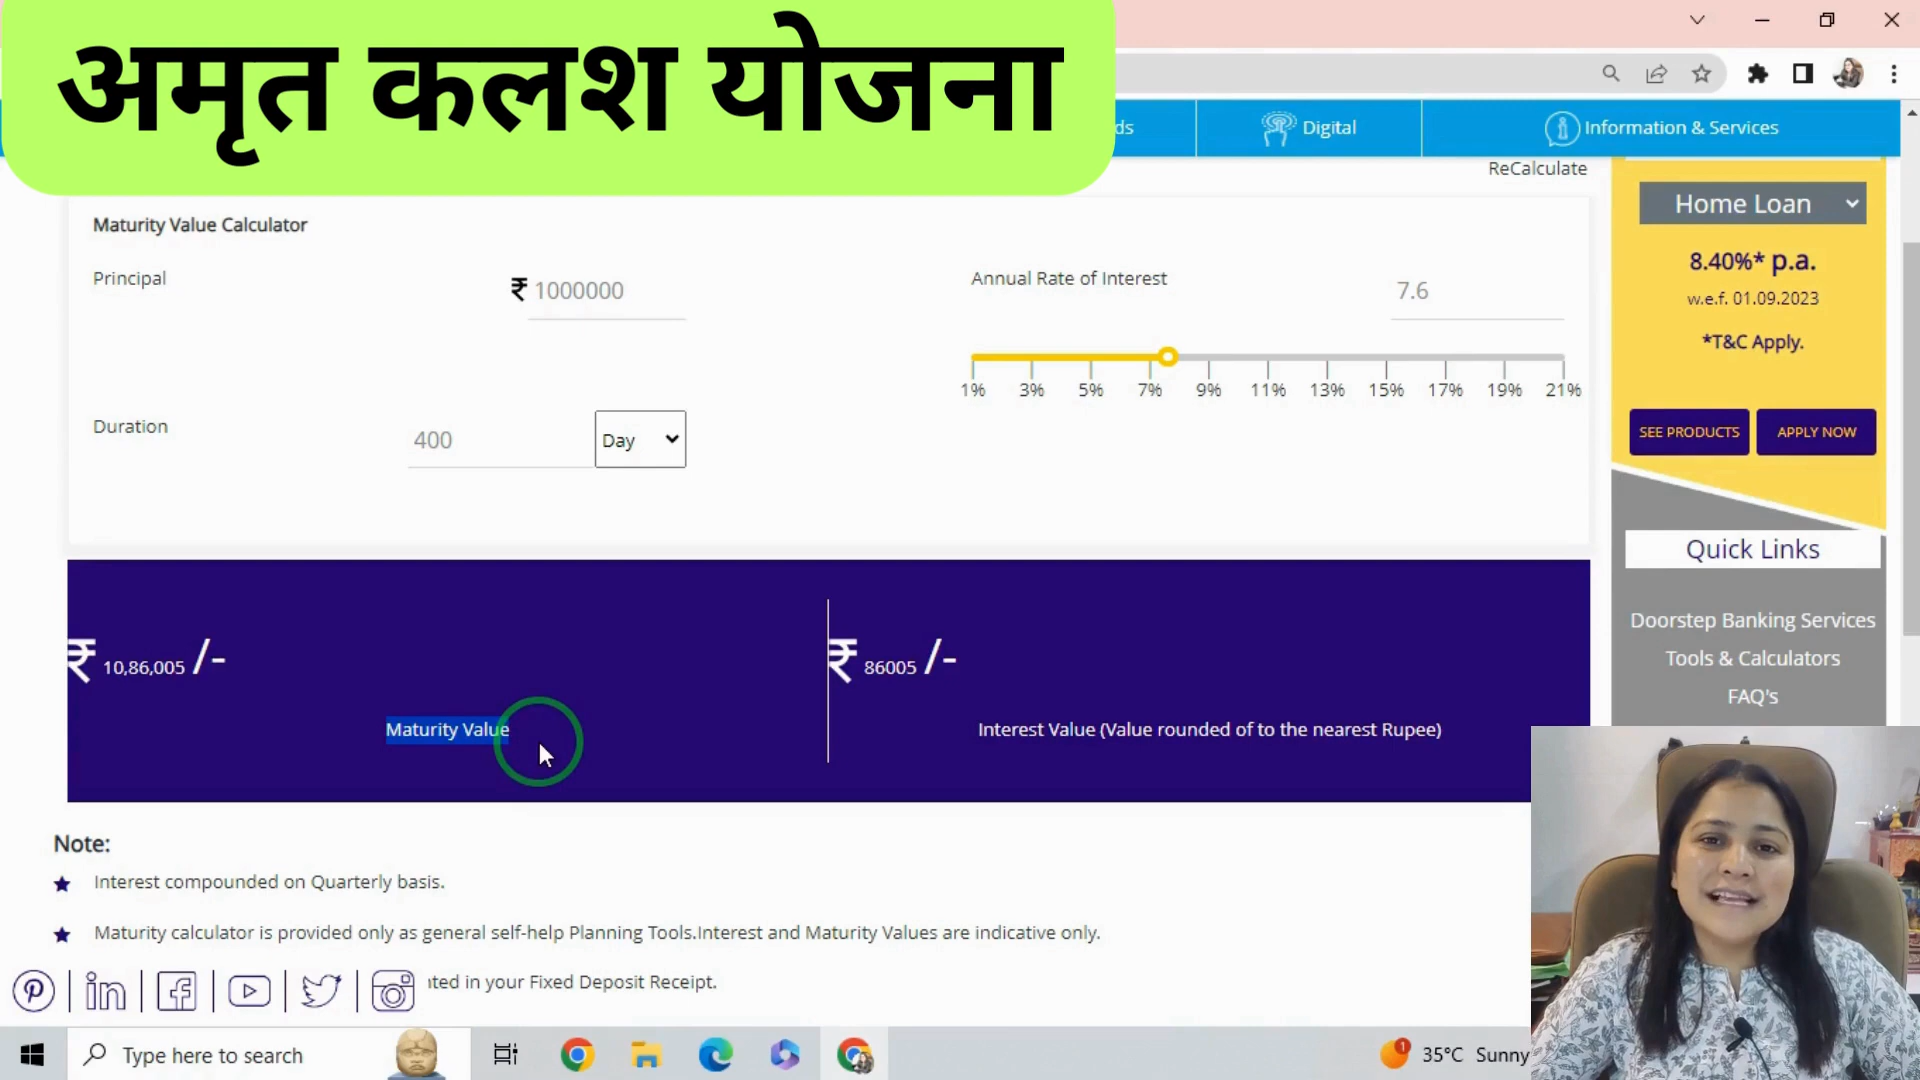 अमृत कलश योजना
ds
Digital
Information & Services
ReCalculate
Maturity Value Calculator
Principal
₹ 1000000
Annual Rate of Interest
7.6
1% 3% 5% 7% 9% 11% 13% 15% 17% 19% 21%
Duration
400
Day
₹ 10,86,005 /-
Maturity Value
₹ 86005 /-
Interest Value (Value rounded of to the nearest Rupee)
Home Loan
8.40%* p.a.
w.e.f. 01.09.2023
*T&C Apply.
SEE PRODUCTS
APPLY NOW
Quick Links
Doorstep Banking Services
Tools & Calculators
FAQ's
Note:
Interest compounded on Quarterly basis.
Maturity calculator is provided only as general self-help Planning Tools.Interest and Maturity Values are indicative only.
ted in your Fixed Deposit Receipt.
Type here to search
1
35°C Sunny